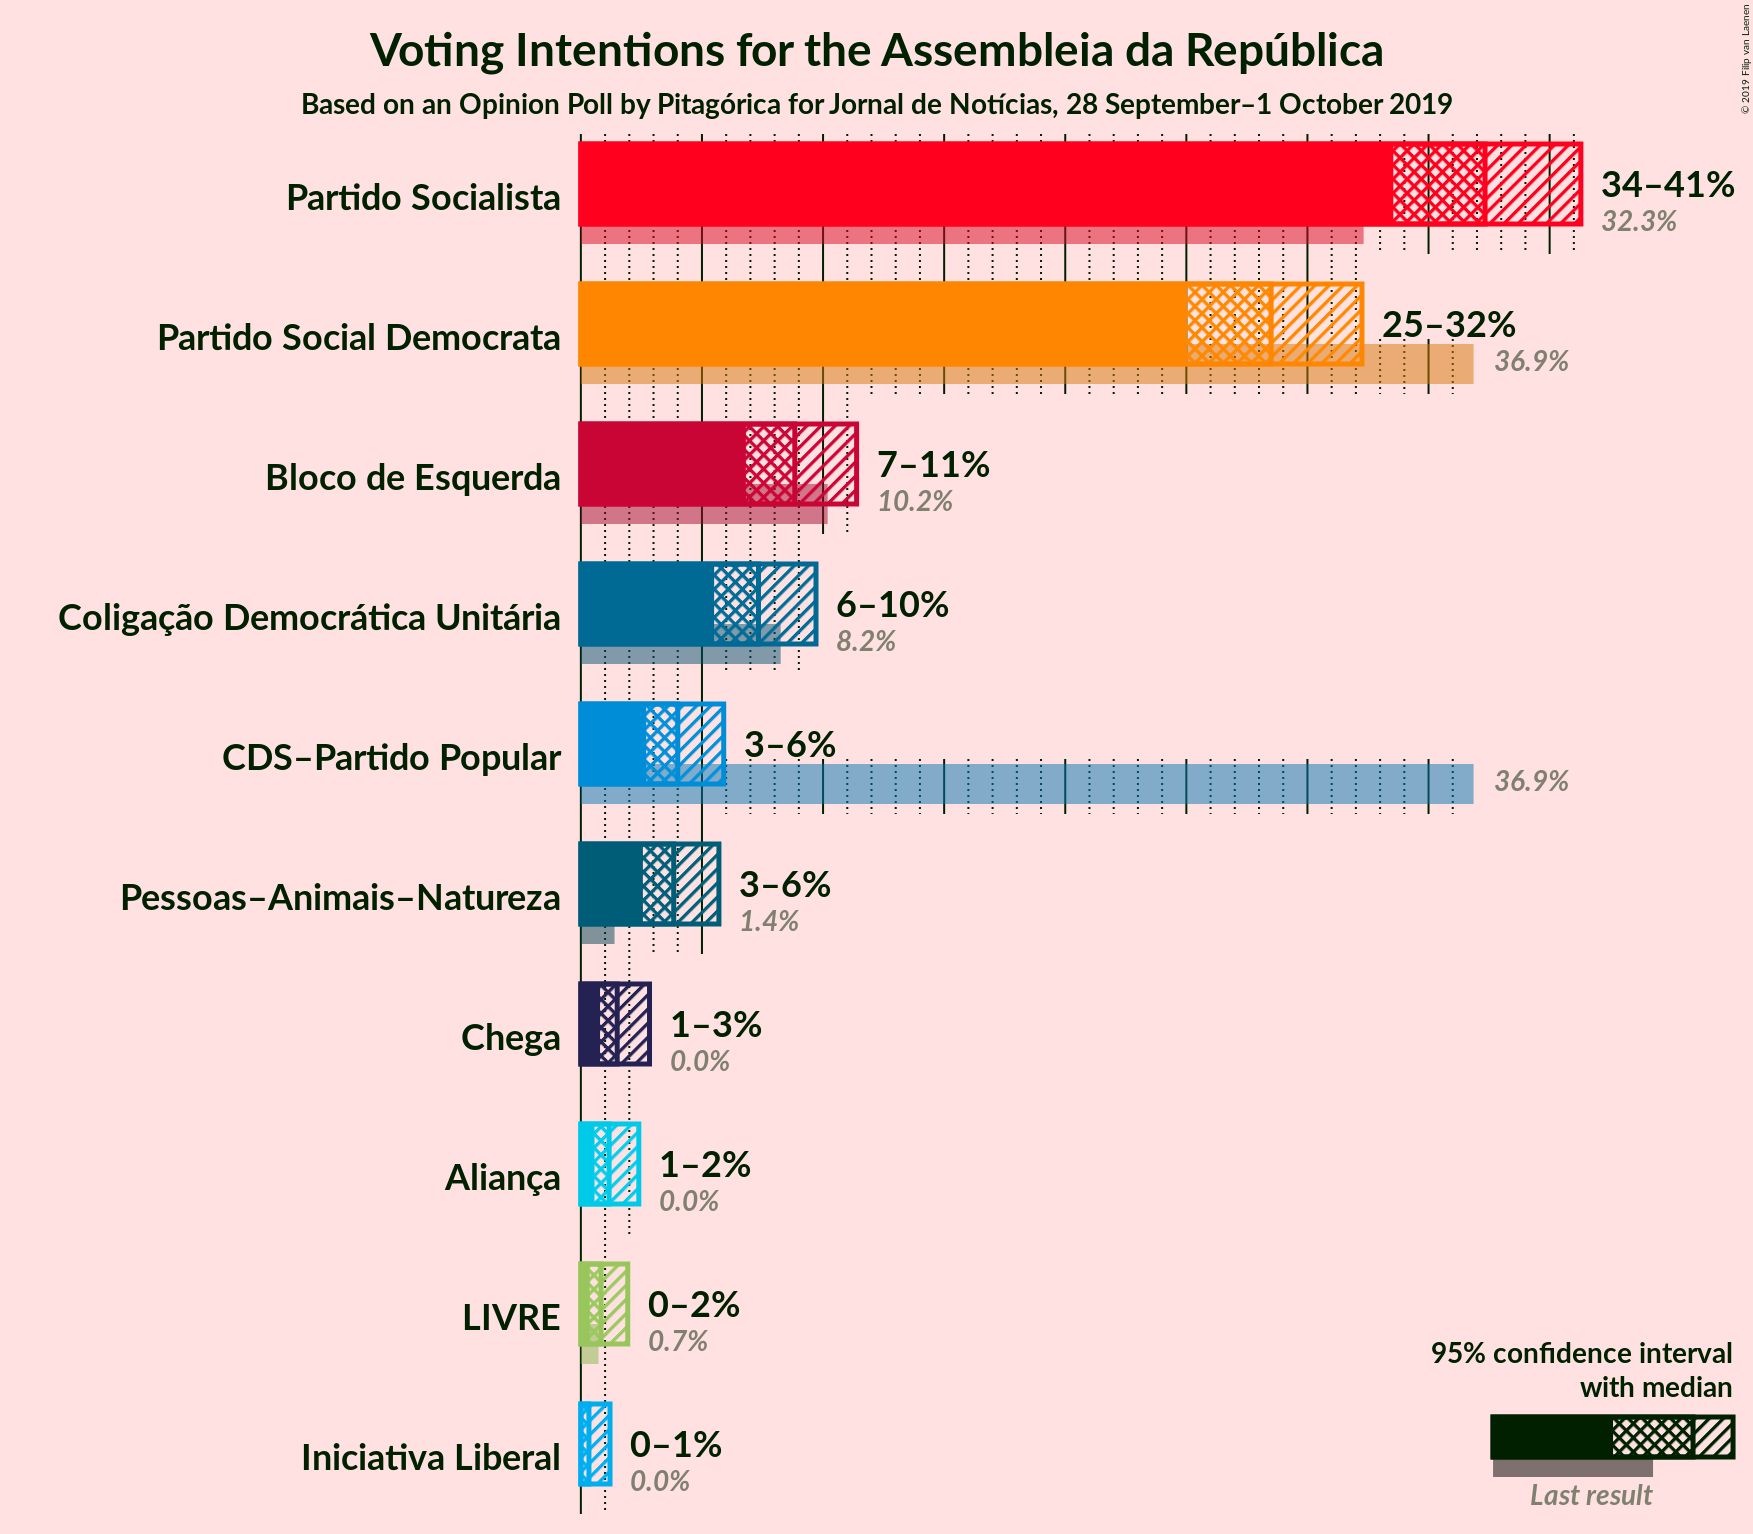 Voting Intentions for the Assembleia da República
Based on an Opinion Poll by Pitagórica for Jornal de Notícias, 28 September–1 October 2019
© 2019 Filip van Laenen
Partido Socialista
34–41%
32.3%
Partido Social Democrata
25–32%
36.9%
Bloco de Esquerda
7–11%
10.2%
Coligação Democrática Unitária
6–10%
8.2%
CDS–Partido Popular
3–6%
36.9%
Pessoas–Animais–Natureza
3–6%
1.4%
Chega
1–3%
0.0%
Aliança
1–2%
0.0%
LIVRE
0–2%
0.7%
Iniciativa Liberal
0–1%
0.0%
95% confidence interval
with median
Last result